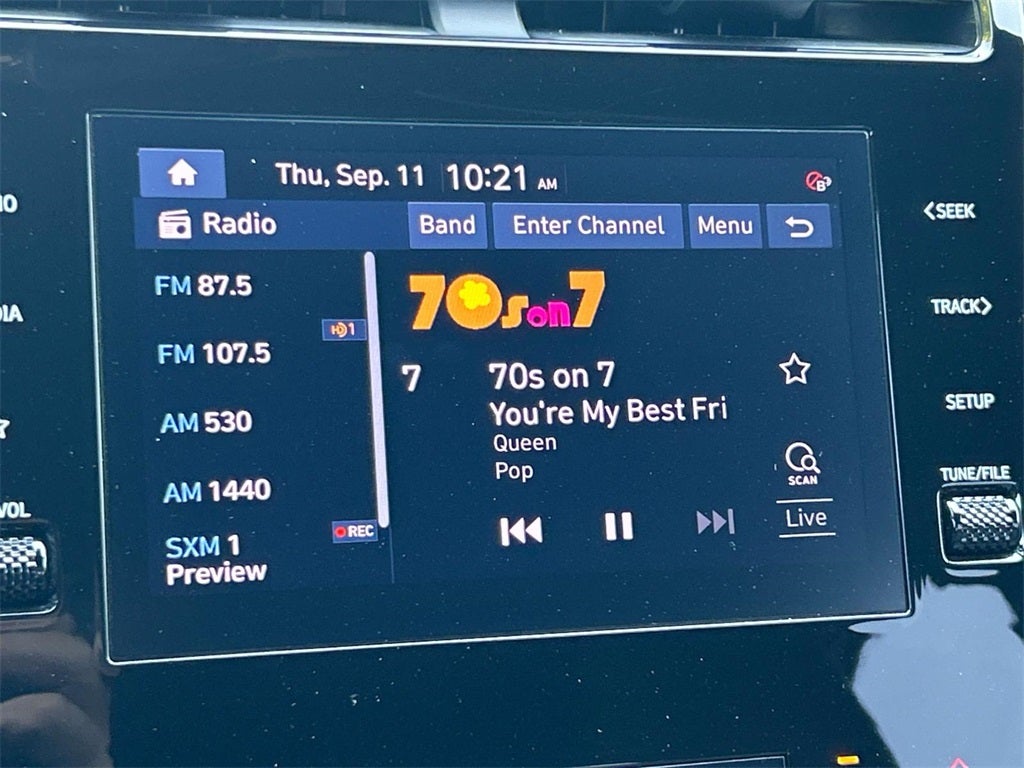 Thu, Sep. 11 10:21 AM
Radio Band Enter Channel Menu
FM 87.5
HD 1
FM 107.5
AM 530
AM 1440
REC
SXM 1
Preview
70s on 7
7 70s on 7
You're My Best Fri
Queen
Pop
SCAN
Live
<SEEK
TRACK>
SETUP
TUNE/FILE
VOL